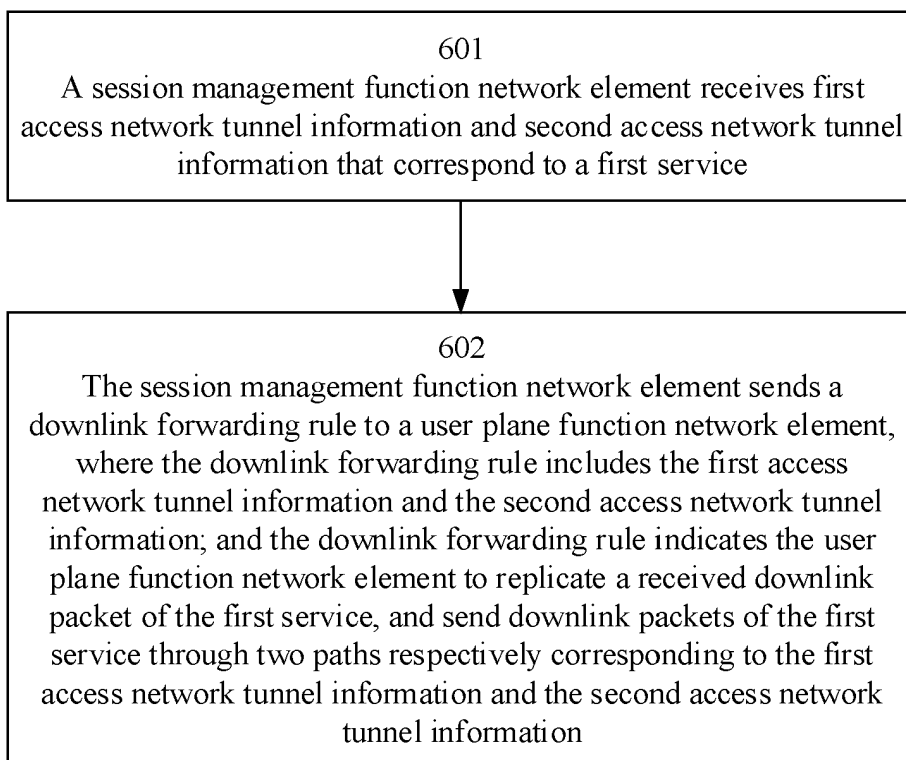 601
A session management function network element receives first
access network tunnel information and second access network tunnel
information that correspond to a first service
602
The session management function network element sends a
downlink forwarding rule to a user plane function network element,
where the downlink forwarding rule includes the first access
network tunnel information and the second access network tunnel
information; and the downlink forwarding rule indicates the user
plane function network element to replicate a received downlink
packet of the first service, and send downlink packets of the first
service through two paths respectively corresponding to the first
access network tunnel information and the second access network
tunnel information